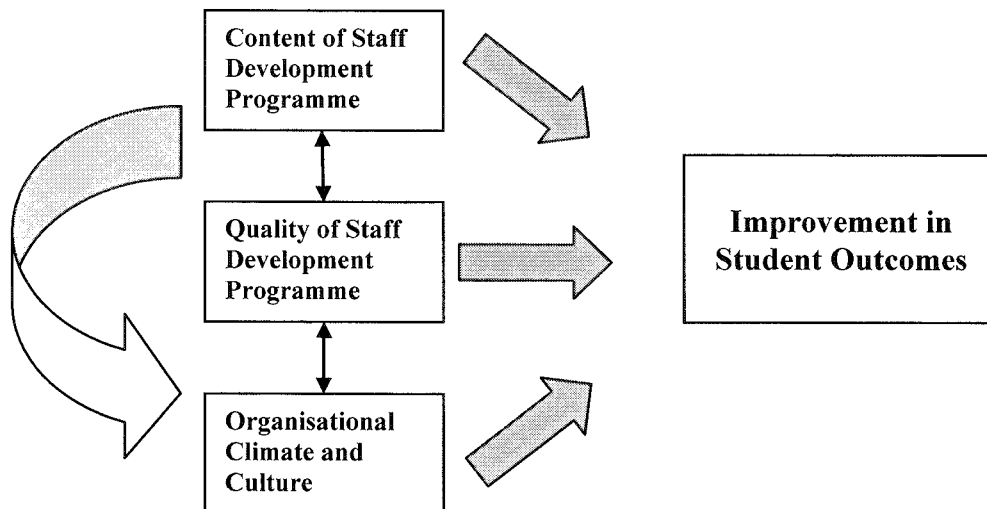 Content of Staff
Development
Programme
Quality of Staff
Development
Programme
Improvement in
Student Outcomes
Organisational
Climate and
Culture